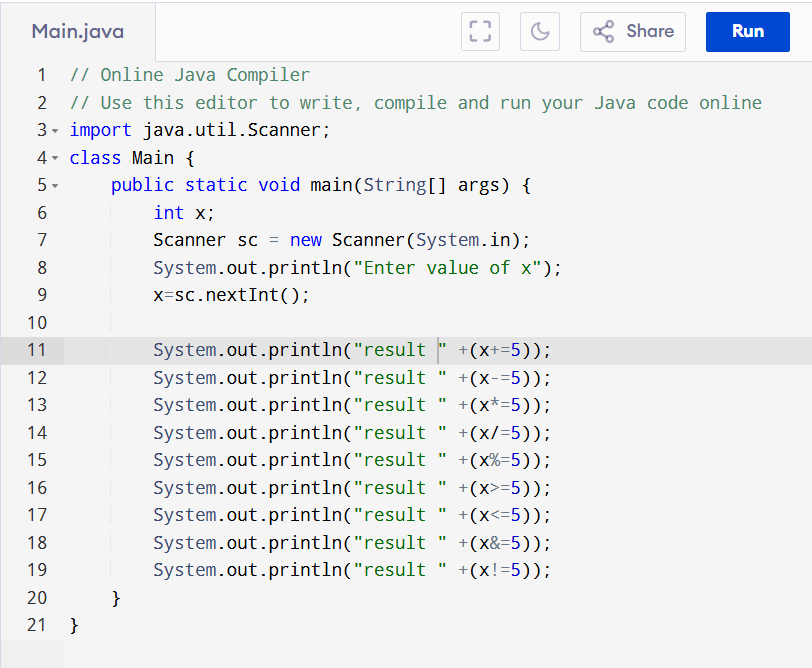 Main.java
Share
Run
1 // Online Java Compiler
2 // Use this editor to write, compile and run your Java code online
3 import java.util.Scanner;
4 class Main {
5     public static void main(String[] args) {
6         int x;
7         Scanner sc = new Scanner(System.in);
8         System.out.println("Enter value of x");
9         x=sc.nextInt();
10
11         System.out.println("result " +(x+=5));
12         System.out.println("result " +(x-=5));
13         System.out.println("result " +(x*=5));
14         System.out.println("result " +(x/=5));
15         System.out.println("result " +(x%=5));
16         System.out.println("result " +(x>=5));
17         System.out.println("result " +(x<=5));
18         System.out.println("result " +(x&=5));
19         System.out.println("result " +(x!=5));
20     }
21 }